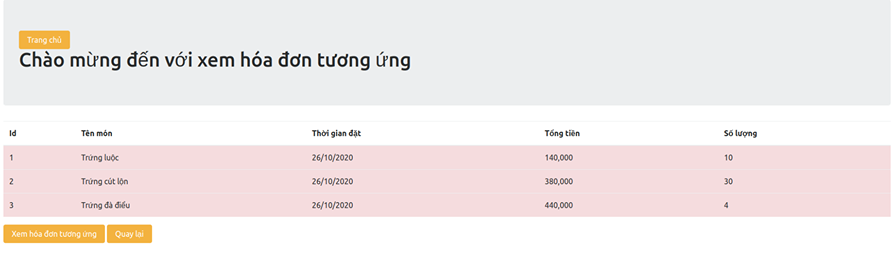 Trang chủ
Chào mừng đến với xem hóa đơn tương ứng
Id Tên món Thời gian đặt Tổng tiền Số lượng
1 Trứng luộc 26/10/2020 140,000 10
2 Trứng cút lộn 26/10/2020 380,000 30
3 Trứng đà điểu 26/10/2020 440,000 4
Xem hóa đơn tương ứng Quay lại